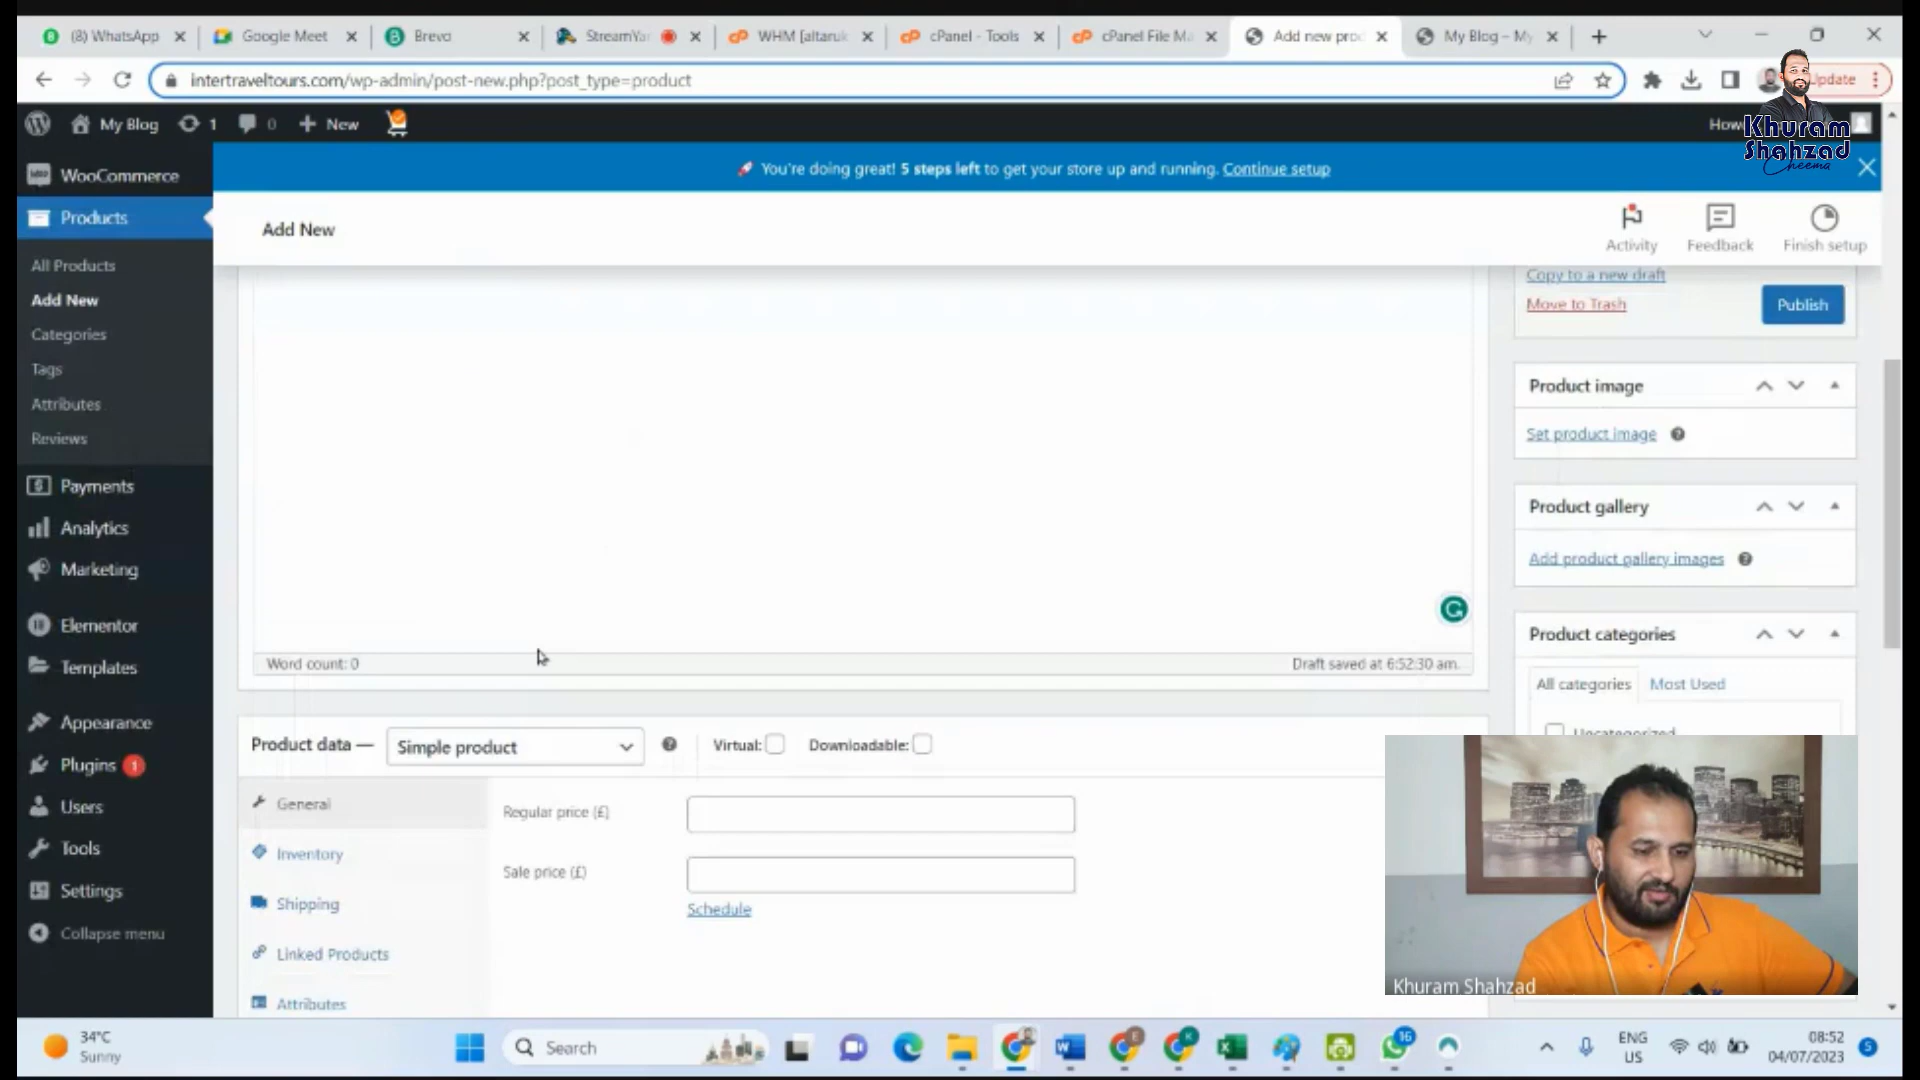 (8) WhatsApp
Google Meet
Brevo
StreamYar
WHM [altaruk
cPanel - Tools
cPanel File Ma
Add new prod
My Blog – My
intertraveltours.com/wp-admin/post-new.php?post_type=product
Update
My Blog
1
0
New
How
Khuram
Shahzad
Cheema
You're doing great! 5 steps left to get your store up and running. Continue setup
WooCommerce
Products
All Products
Add New
Categories
Tags
Attributes
Reviews
Payments
Analytics
Marketing
Elementor
Templates
Appearance
Plugins 1
Users
Tools
Settings
Collapse menu
Add New
Activity
Feedback
Finish setup
Copy to a new draft
Move to Trash
Publish
Product image
Set product image
Product gallery
Add product gallery images
Product categories
All categories
Most Used
Uncategorized
Word count: 0
Draft saved at 6:52:30 am.
Product data —
Simple product
Virtual:
Downloadable:
General
Inventory
Shipping
Linked Products
Attributes
Regular price (£)
Sale price (£)
Schedule
Khuram Shahzad
34°C
Sunny
Search
16
ENG
US
08:52
04/07/2023
5